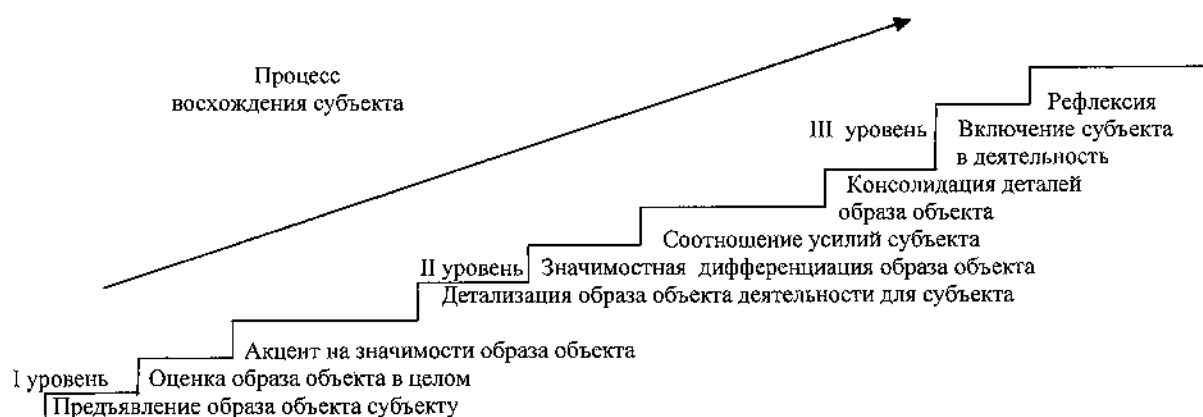 Процесс
восхождения субъекта
Рефлексия
III уровень
Включение субъекта
в деятельность
Консолидация деталей
образа объекта
Соотношение усилий субъекта
II уровень
Значимостная дифференциация образа объекта
Детализация образа объекта деятельности для субъекта
Акцент на значимости образа объекта
I уровень
Оценка образа объекта в целом
Предъявление образа объекта субъекту